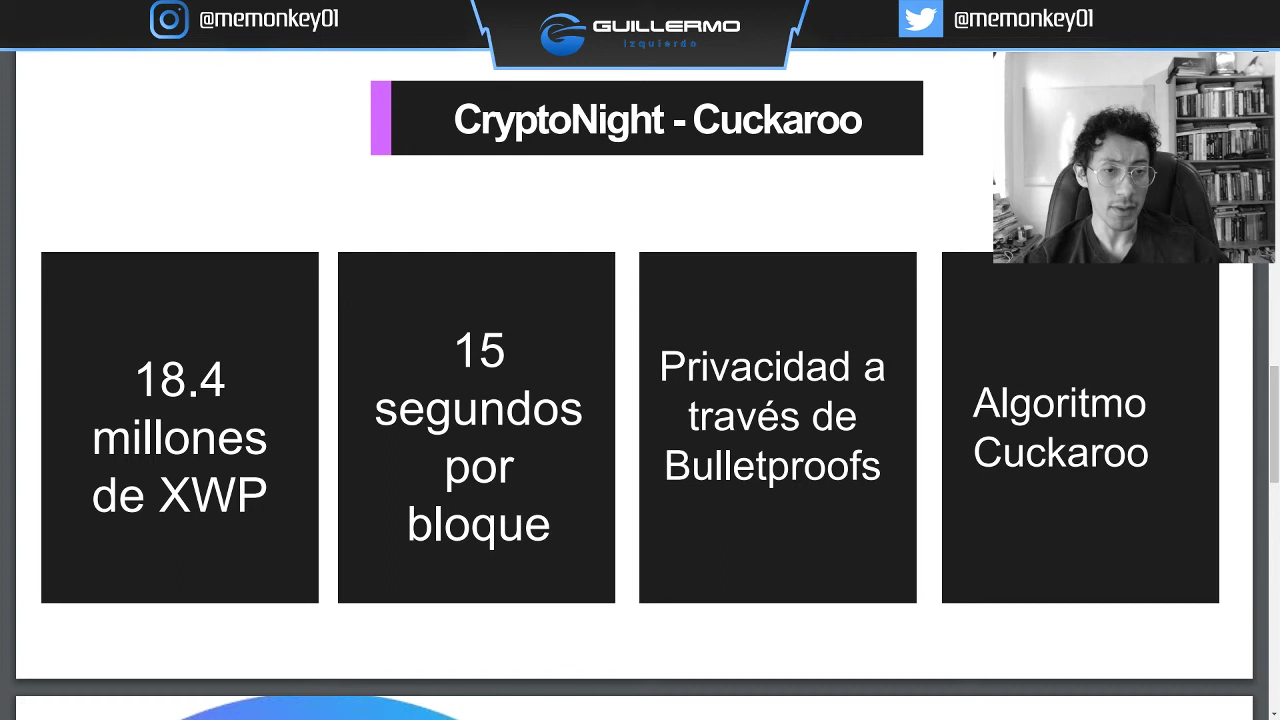 @memonkey01
GUILLERMO
Izquierdo
@memonkey01
CryptoNight - Cuckaroo
18.4
millones
de XWP
15
segundos
por
bloque
Privacidad a
través de
Bulletproofs
Algoritmo
Cuckaroo